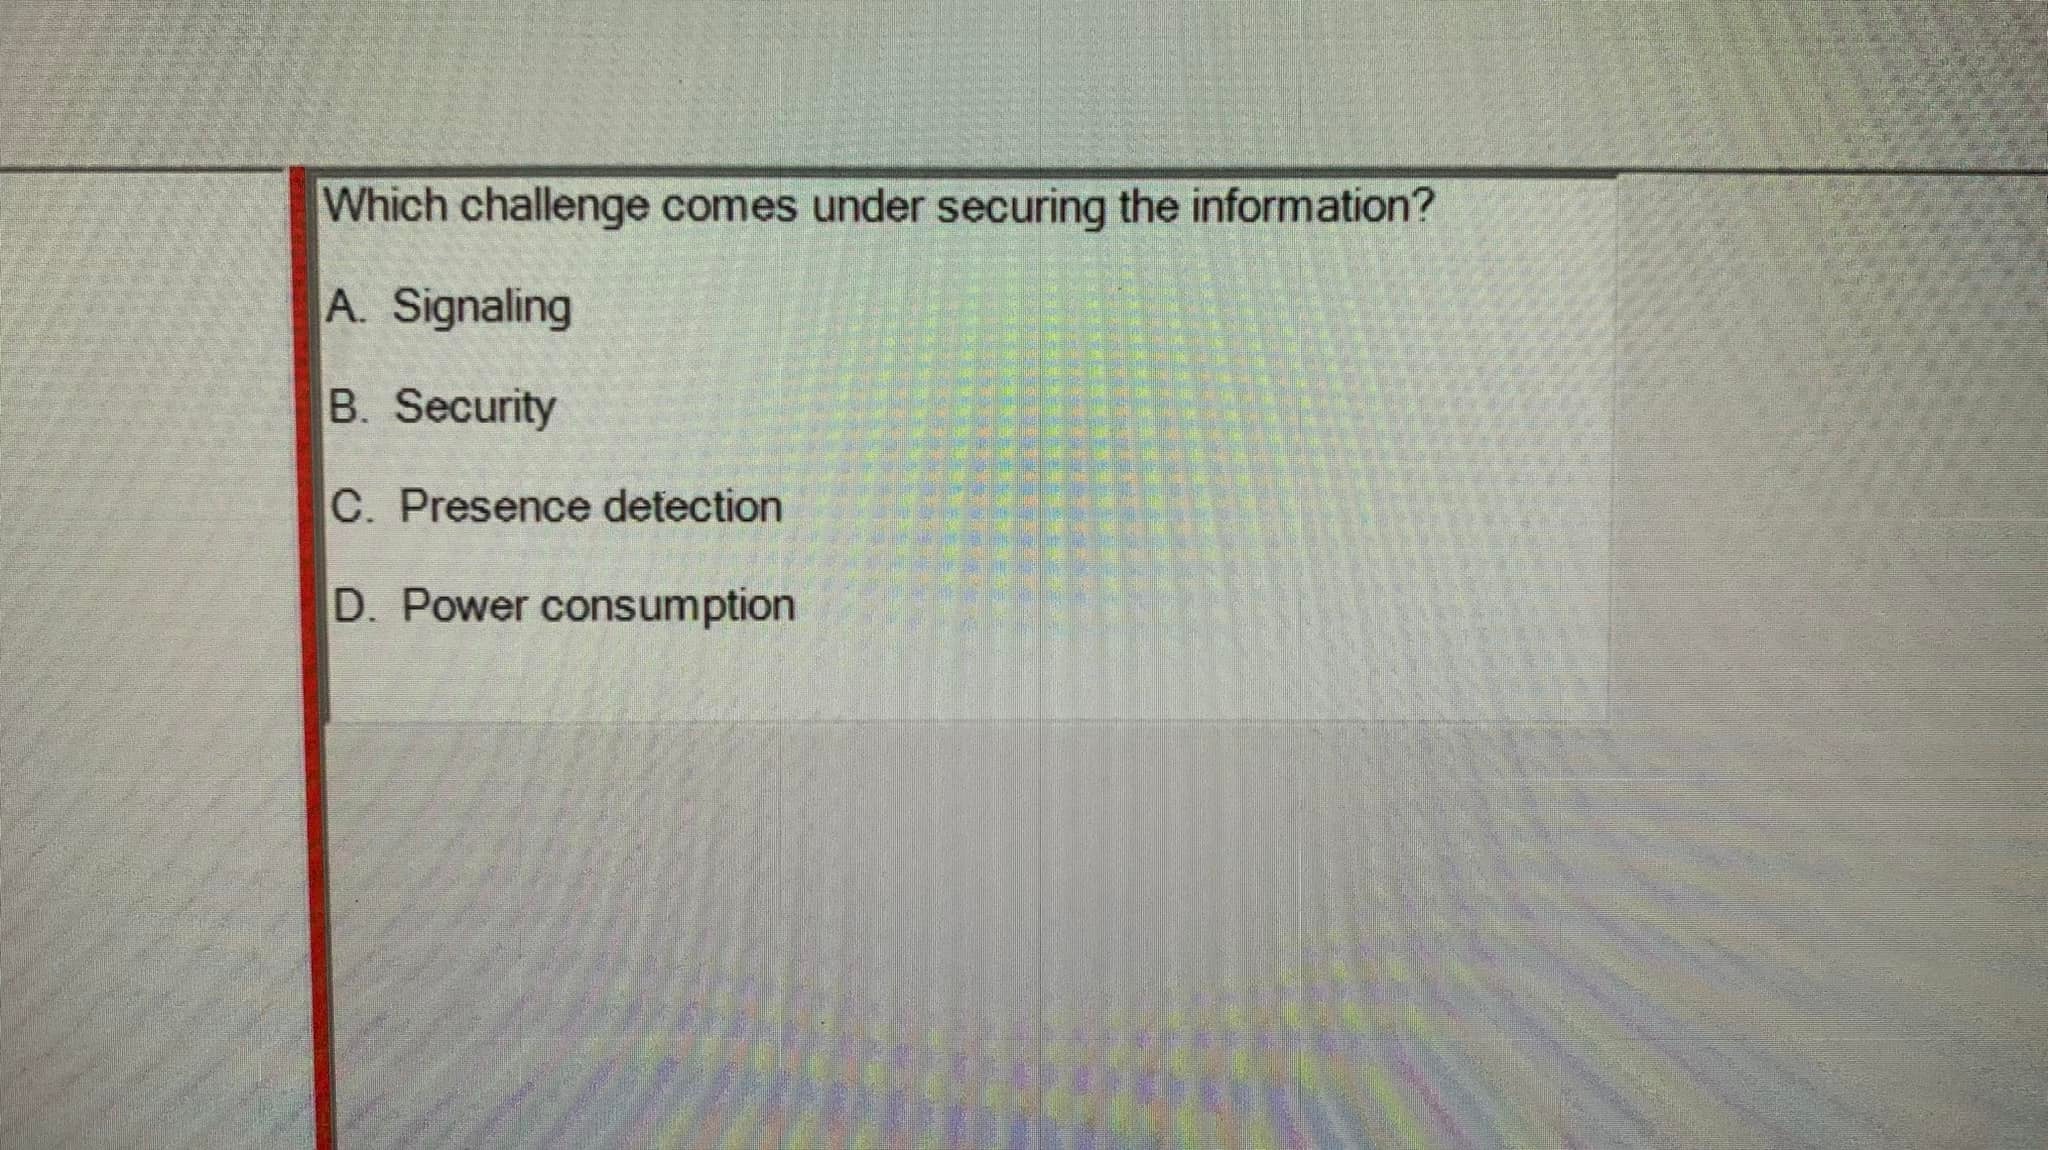 Which challenge comes under securing the information?
A. Signaling
B. Security
C. Presence detection
D. Power consumption